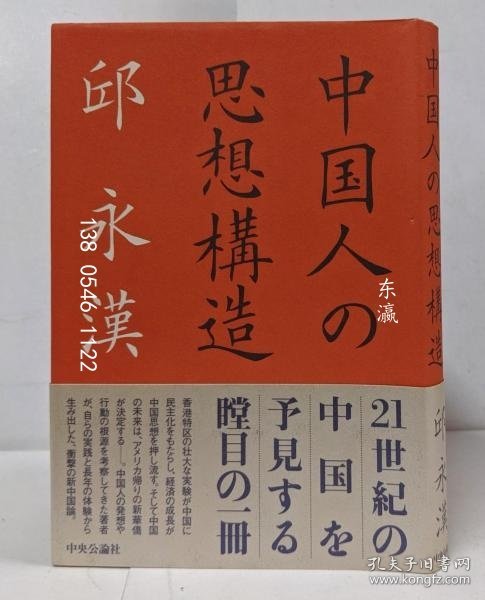 中国人の
思想構造
邱永漢
中国人の思想構造 邱永漢
138 0546 1122
东瀛
21世紀の
中国を
予見する
瞠目の一冊
香港特区の壮大な実験が中国に
民主化をもたらし、経済の成長が
中国思想を押し流す。そして中国
の未来は、アメリカ帰りの新華僑
が決定する――。中国人の発想や
行動の根源を考察してきた著者
が、自らの実践と長年の体験から
生み出した、衝撃の新中国論。
中央公論社
孔夫子旧书网
www.kongfz.com